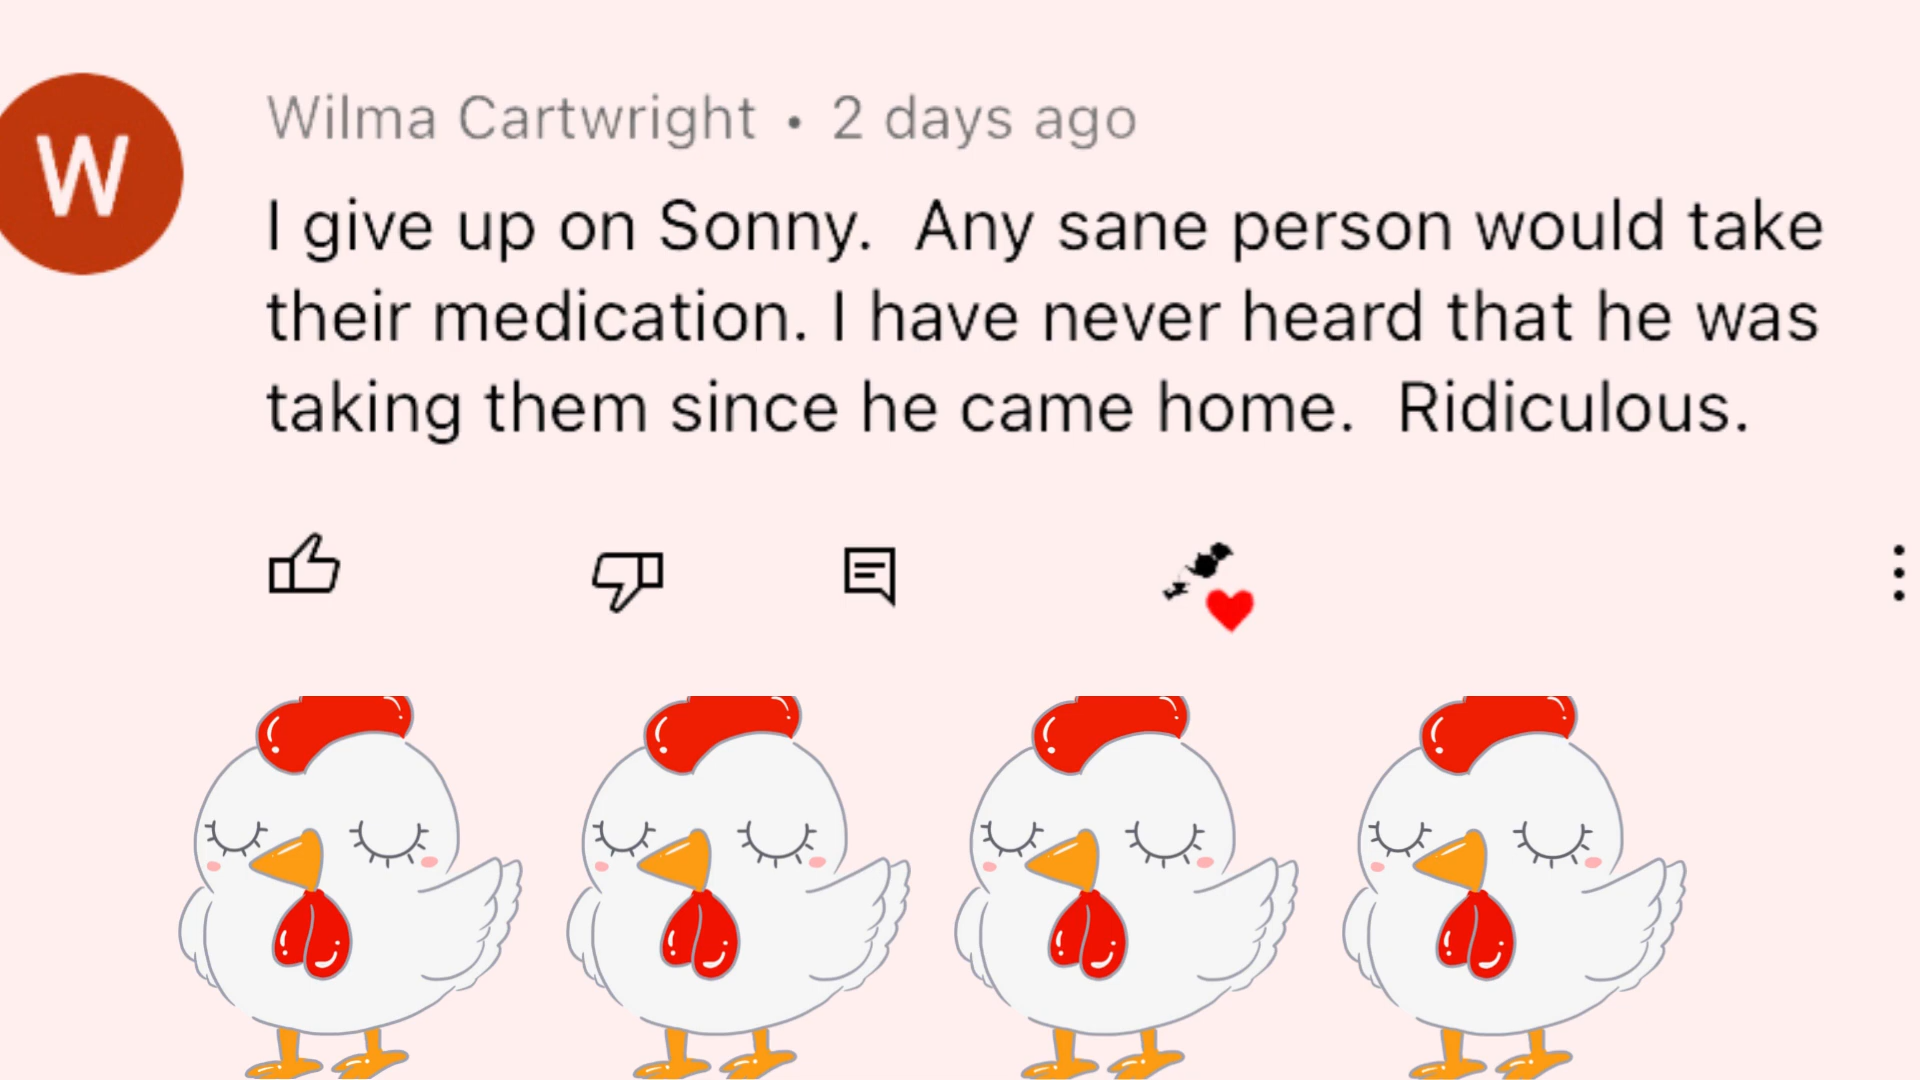 W
Wilma Cartwright • 2 days ago
I give up on Sonny.  Any sane person would take
their medication. I have never heard that he was
taking them since he came home.  Ridiculous.